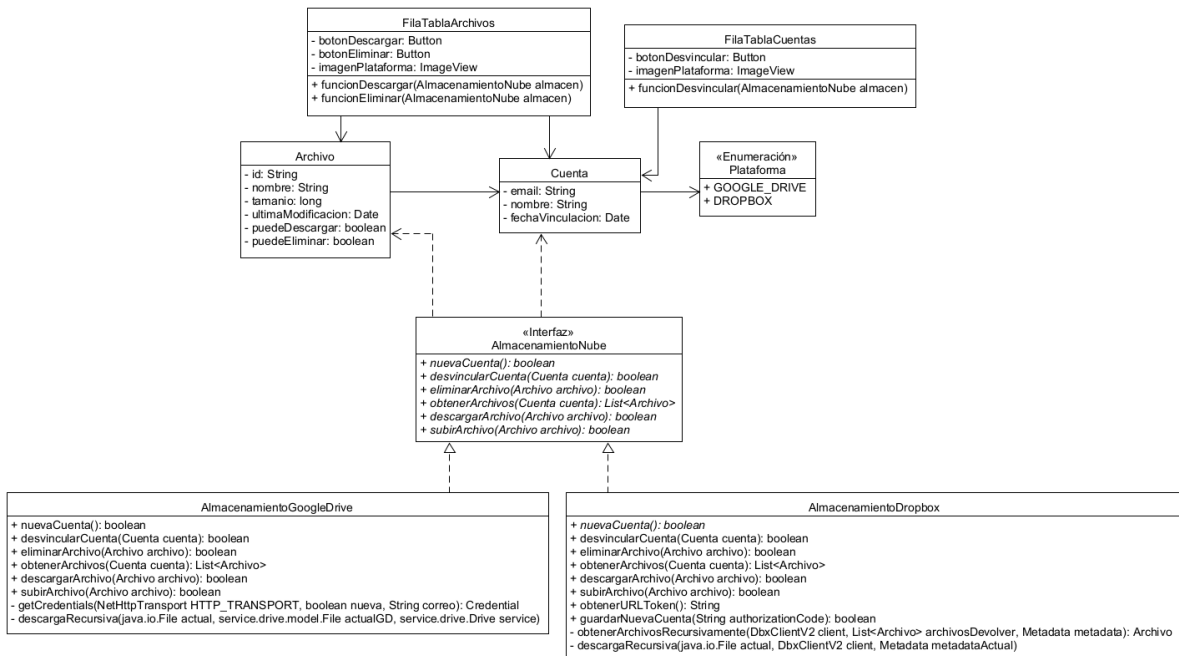 FilaTablaArchivos
- botonDescargar: Button
- botonEliminar: Button
- imagenPlataforma: ImageView
+ funcionDescargar(AlmacenamientoNube almacen)
+ funcionEliminar(AlmacenamientoNube almacen)
FilaTablaCuentas
- botonDesvincular: Button
- imagenPlataforma: ImageView
+ funcionDesvincular(AlmacenamientoNube almacen)
Archivo
- id: String
- nombre: String
- tamanio: long
- ultimaModificacion: Date
- puedeDescargar: boolean
- puedeEliminar: boolean
Cuenta
- email: String
- nombre: String
- fechaVinculacion: Date
«Enumeración»
Plataforma
+ GOOGLE_DRIVE
+ DROPBOX
«Interfaz»
AlmacenamientoNube
+ nuevaCuenta(): boolean
+ desvincularCuenta(Cuenta cuenta): boolean
+ eliminarArchivo(Archivo archivo): boolean
+ obtenerArchivos(Cuenta cuenta): List<Archivo>
+ descargarArchivo(Archivo archivo): boolean
+ subirArchivo(Archivo archivo): boolean
AlmacenamientoGoogleDrive
+ nuevaCuenta(): boolean
+ desvincularCuenta(Cuenta cuenta): boolean
+ eliminarArchivo(Archivo archivo): boolean
+ obtenerArchivos(Cuenta cuenta): List<Archivo>
+ descargarArchivo(Archivo archivo): boolean
+ subirArchivo(Archivo archivo): boolean
- getCredentials(NetHttpTransport HTTP_TRANSPORT, boolean nueva, String correo): Credential
- descargaRecursiva(java.io.File actual, service.drive.model.File actualGD, service.drive.Drive service)
AlmacenamientoDropbox
+ nuevaCuenta(): boolean
+ desvincularCuenta(Cuenta cuenta): boolean
+ eliminarArchivo(Archivo archivo): boolean
+ obtenerArchivos(Cuenta cuenta): List<Archivo>
+ descargarArchivo(Archivo archivo): boolean
+ subirArchivo(Archivo archivo): boolean
+ obtenerURLToken(): String
+ guardarNuevaCuenta(String authorizationCode): boolean
- obtenerArchivosRecursivamente(DbxClientV2 client, List<Archivo> archivosDevolver, Metadata metadata): Archivo
- descargaRecursiva(java.io.File actual, DbxClientV2 client, Metadata metadataActual)